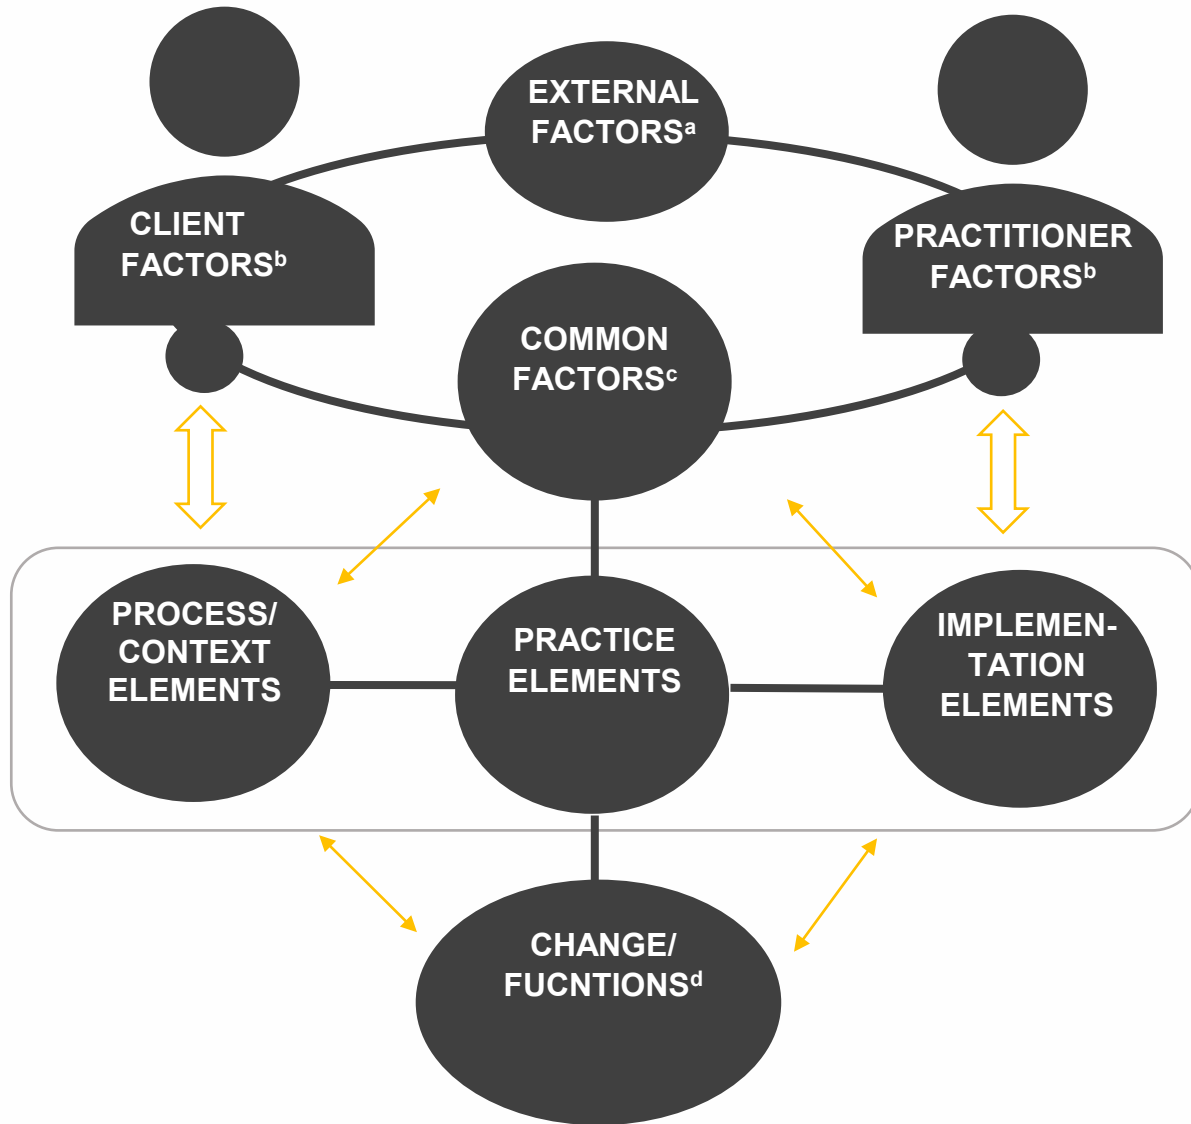 EXTERNAL
FACTORSᵃ
CLIENT
FACTORSᵇ
PRACTITIONER
FACTORSᵇ
COMMON
FACTORSᶜ
PROCESS/
CONTEXT
ELEMENTS
PRACTICE
ELEMENTS
IMPLEMEN-
TATION
ELEMENTS
CHANGE/
FUCNTIONSᵈ